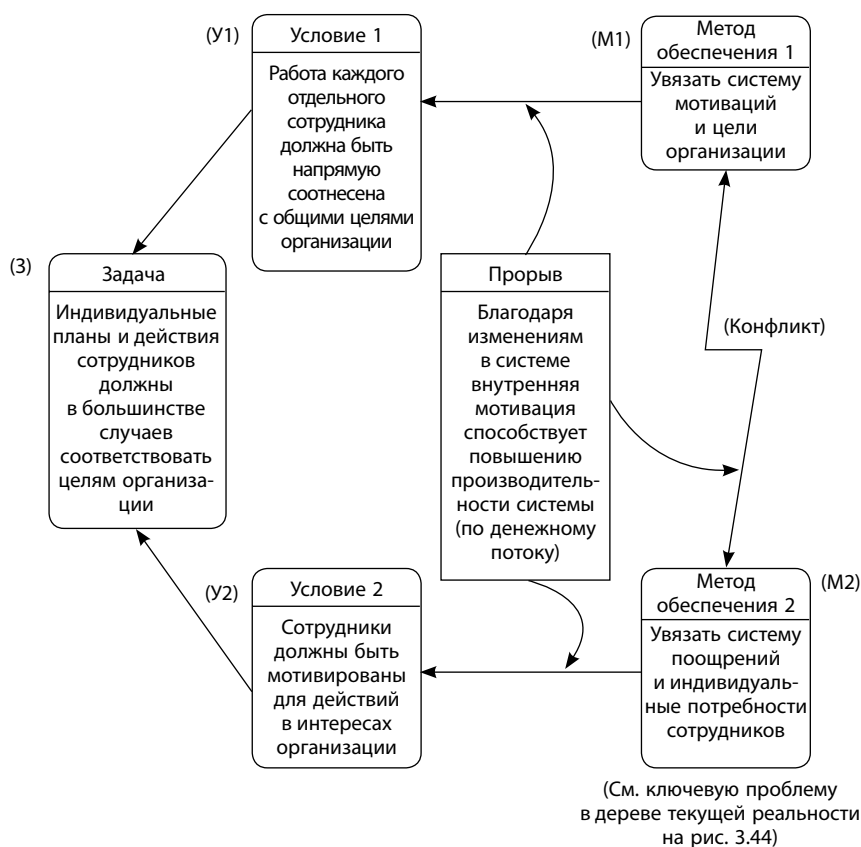 (У1)
Условие 1
Работа каждого
отдельного
сотрудника
должна быть
напрямую
соотнесена
с общими целями
организации
(М1)
Метод
обеспечения 1
Увязать систему
мотиваций
и цели
организации
(З)
Задача
Индивидуальные
планы и действия
сотрудников
должны
в большинстве
случаев
соответствовать
целям организа-
ции
Прорыв
Благодаря
изменениям
в системе
внутренняя
мотивация
способствует
повышению
производитель-
ности системы
(по денежному
потоку)
(Конфликт)
(У2)
Условие 2
Сотрудники
должны быть
мотивированы
для действий
в интересах
организации
Метод
обеспечения 2
(М2)
Увязать систему
поощрений
и индивидуаль-
ные потребности
сотрудников
(См. ключевую проблему
в дереве текущей реальности
на рис. 3.44)